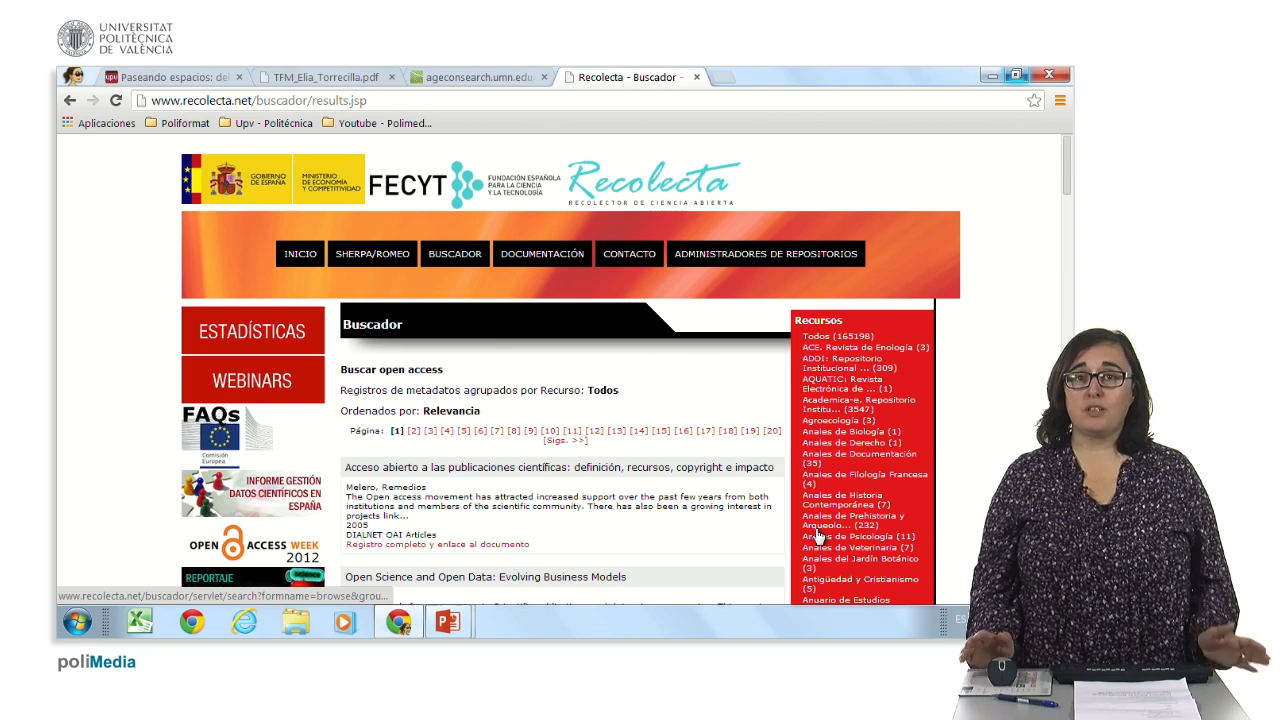 UNIVERSITAT
POLITÈCNICA
DE VALÈNCIA
Paseando espacios: del
TFM_Elia_Torrecilla.pdf
ageconsearch.umn.edu
Recolecta - Buscador -
www.recolecta.net/buscador/results.jsp
Aplicaciones
Poliformat
Upv - Politécnica
Youtube - Polimed...
GOBIERNO
DE ESPAÑA
MINISTERIO
DE ECONOMÍA
Y COMPETITIVIDAD
FECYT
FUNDACIÓN ESPAÑOLA
PARA LA CIENCIA
Y LA TECNOLOGÍA
Recolecta
RECOLECTOR DE CIENCIA ABIERTA
INICIO
SHERPA/ROMEO
BUSCADOR
DOCUMENTACIÓN
CONTACTO
ADMINISTRADORES DE REPOSITORIOS
ESTADÍSTICAS
WEBINARS
FAQs
Comisión
Europea
INFORME GESTIÓN
DATOS CIENTÍFICOS EN
ESPAÑA
OPEN ACCESS WEEK
2012
REPORTAJE
Buscador
Buscar open access
Registros de metadatos agrupados por Recurso: Todos
Ordenados por: Relevancia
Página: [1] [2] [3] [4] [5] [6] [7] [8] [9] [10] [11] [12] [13] [14] [15] [16] [17] [18] [19] [20]
[Sigs. >>]
Acceso abierto a las publicaciones científicas: definición, recursos, copyright e impacto
Melero, Remedios
The Open access movement has attracted increased support over the past few years from both
institutions and members of the scientific community. There has also been a growing interest in
projects link...
2005
DIALNET OAI Articles
Registro completo y enlace al documento
Open Science and Open Data: Evolving Business Models
Recursos
Todos (165198)
ACE. Revista de Enología (3)
ADDI: Repositorio
Institucional ... (309)
AQUATIC: Revista
Electrónica de ... (1)
Academica-e. Repositorio
Institu... (3547)
Agroecología (3)
Anales de Biología (1)
Anales de Derecho (1)
Anales de Documentación
(35)
Anales de Filología Francesa
(4)
Anales de Historia
Contemporánea (7)
Anales de Prehistoria y
Arqueolo... (232)
Anales de Psicología (11)
Anales de Veterinaria (7)
Anales del Jardín Botánico
(3)
Antigüedad y Cristianismo
(5)
Anuario de Estudios
www.recolecta.net/buscador/servlet/search?formname=browse&grou...
ES
poliMedia